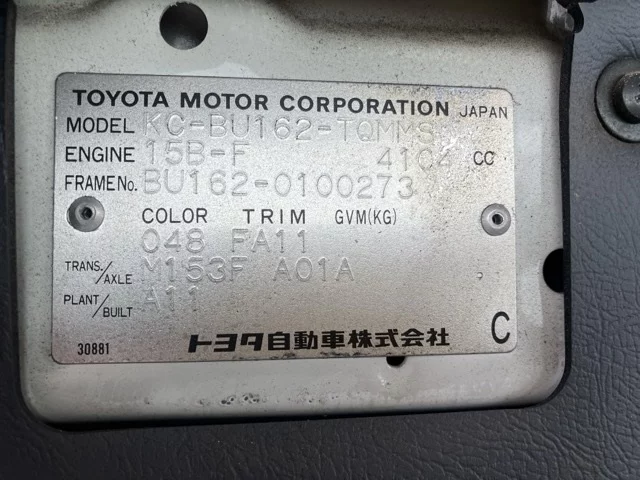 TOYOTA MOTOR CORPORATION JAPAN
MODEL KC-BU162-TQMMS
ENGINE 15B-F 4104 CC
FRAME No. BU162-0100273
COLOR TRIM GVM(KG)
048 FA11
TRANS./AXLE M153F A01A
PLANT/BUILT A11
30881 トヨタ自動車株式会社 C